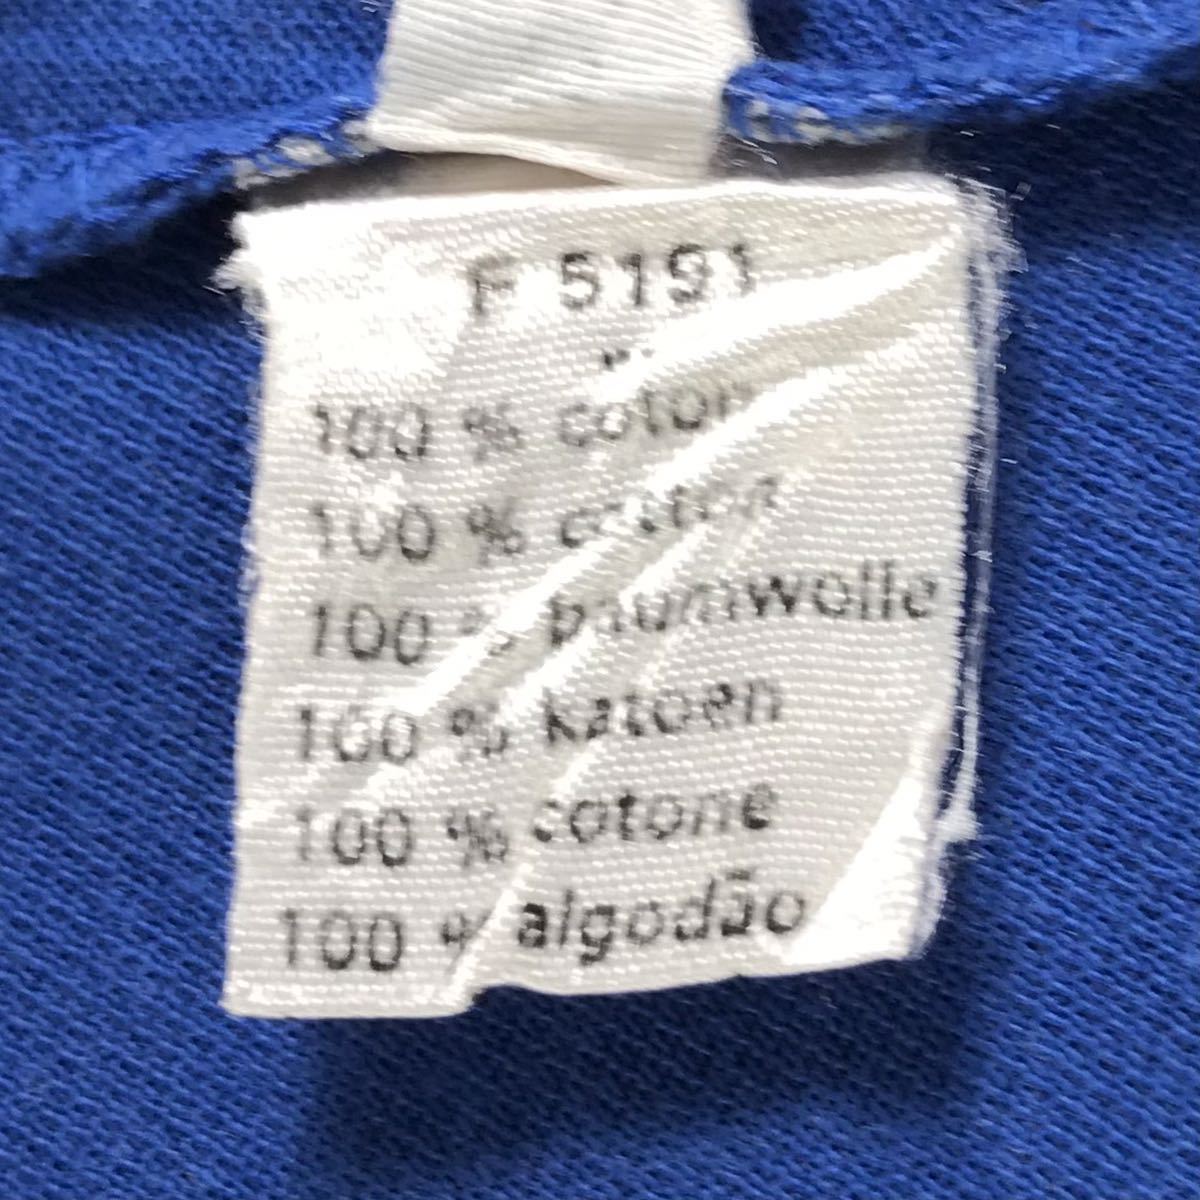 F 5191
100 % coton
100 % cotton
100 % baumwolle
100 % katoen
100 % cotone
100 % algodão